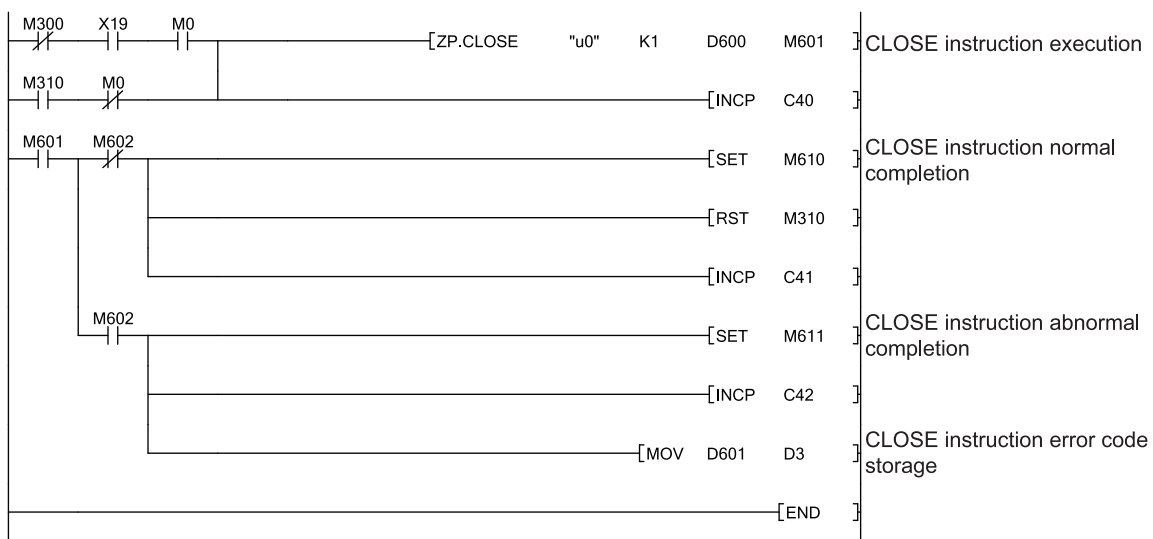 M300 X19 M0
[ZP.CLOSE "u0" K1 D600 M601 ] CLOSE instruction execution
M310 M0
[INCP C40 ]
M601 M602
[SET M610 ] CLOSE instruction normal
completion
[RST M310 ]
[INCP C41 ]
M602
[SET M611 ] CLOSE instruction abnormal
completion
[INCP C42 ]
[MOV D601 D3 ] CLOSE instruction error code
storage
[END ]